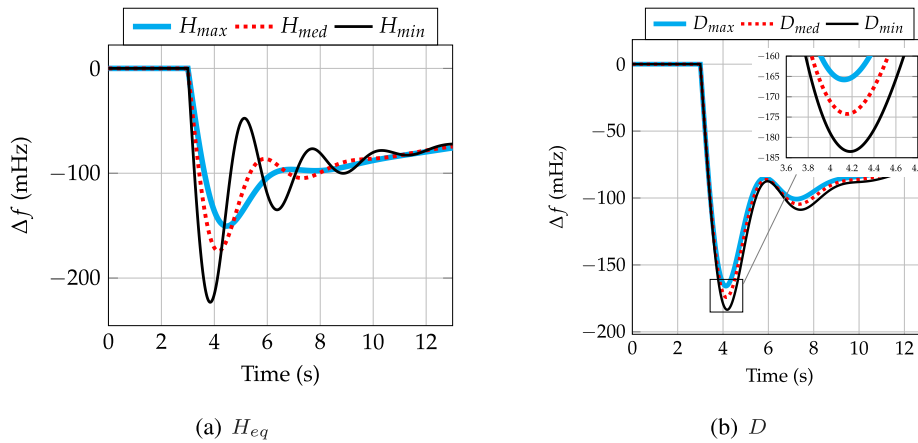 H_max H_med H_min
0
−100
−200
Δf (mHz)
0 2 4 6 8 10 12
Time (s)
(a) H_eq
D_max D_med D_min
0
−50
−100
−150
−200
Δf (mHz)
0 2 4 6 8 10 12
Time (s)
−160
−165
−170
−175
−180
−185
3.6 3.8 4 4.2 4.4 4.6 4.8
(b) D